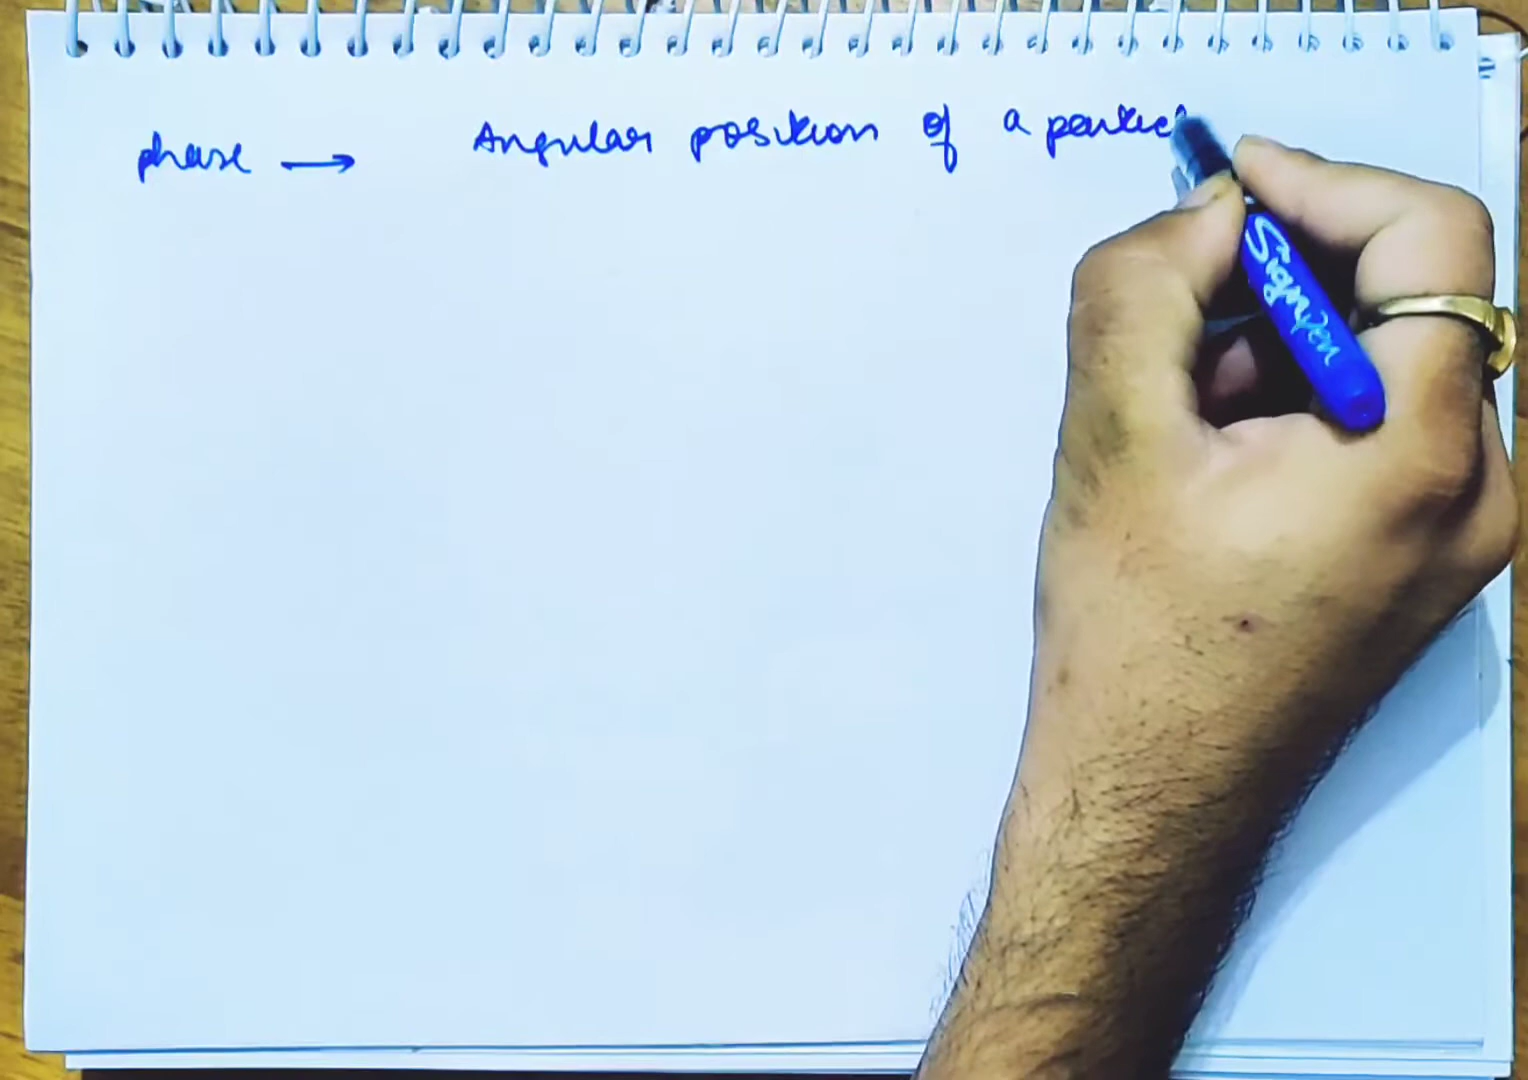 phase → Angular position of a partic
Signpen